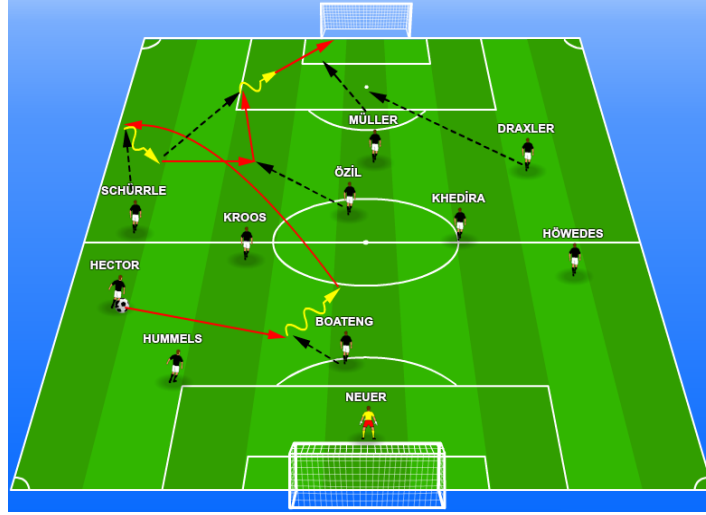 MÜLLER
DRAXLER
ÖZİL
SCHÜRRLE
KHEDİRA
KROOS
HÖWEDES
HECTOR
BOATENG
HUMMELS
NEUER